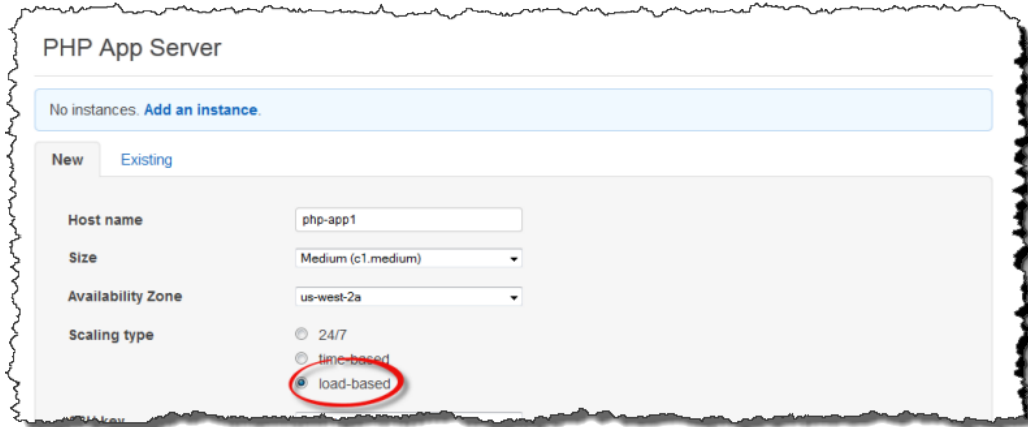 PHP App Server
No instances. Add an instance.
New Existing
Host name php-app1
Size Medium (c1.medium)
Availability Zone us-west-2a
Scaling type 24/7
time-based
load-based